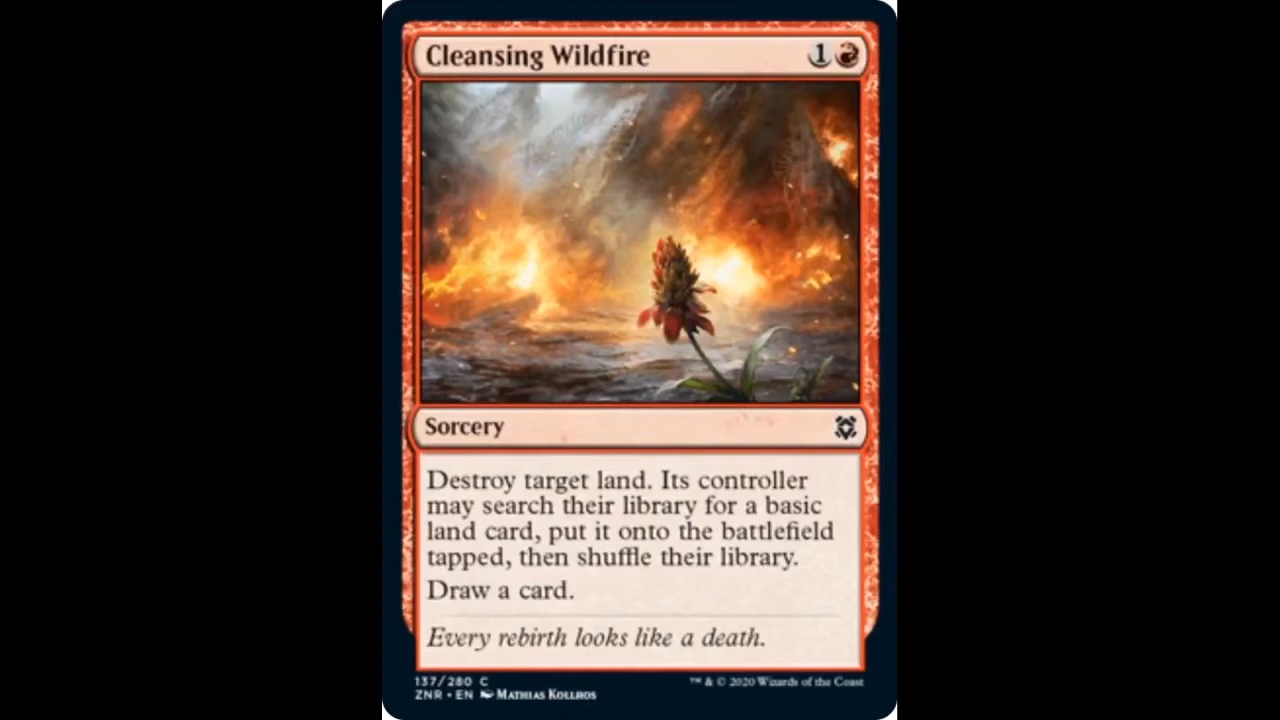 Cleansing Wildfire 1
Sorcery
Destroy target land. Its controller
may search their library for a basic
land card, put it onto the battlefield
tapped, then shuffle their library.
Draw a card.
Every rebirth looks like a death.
137/280 C ™ & © 2020 Wizards of the Coast
ZNR • EN Mathias Kollros